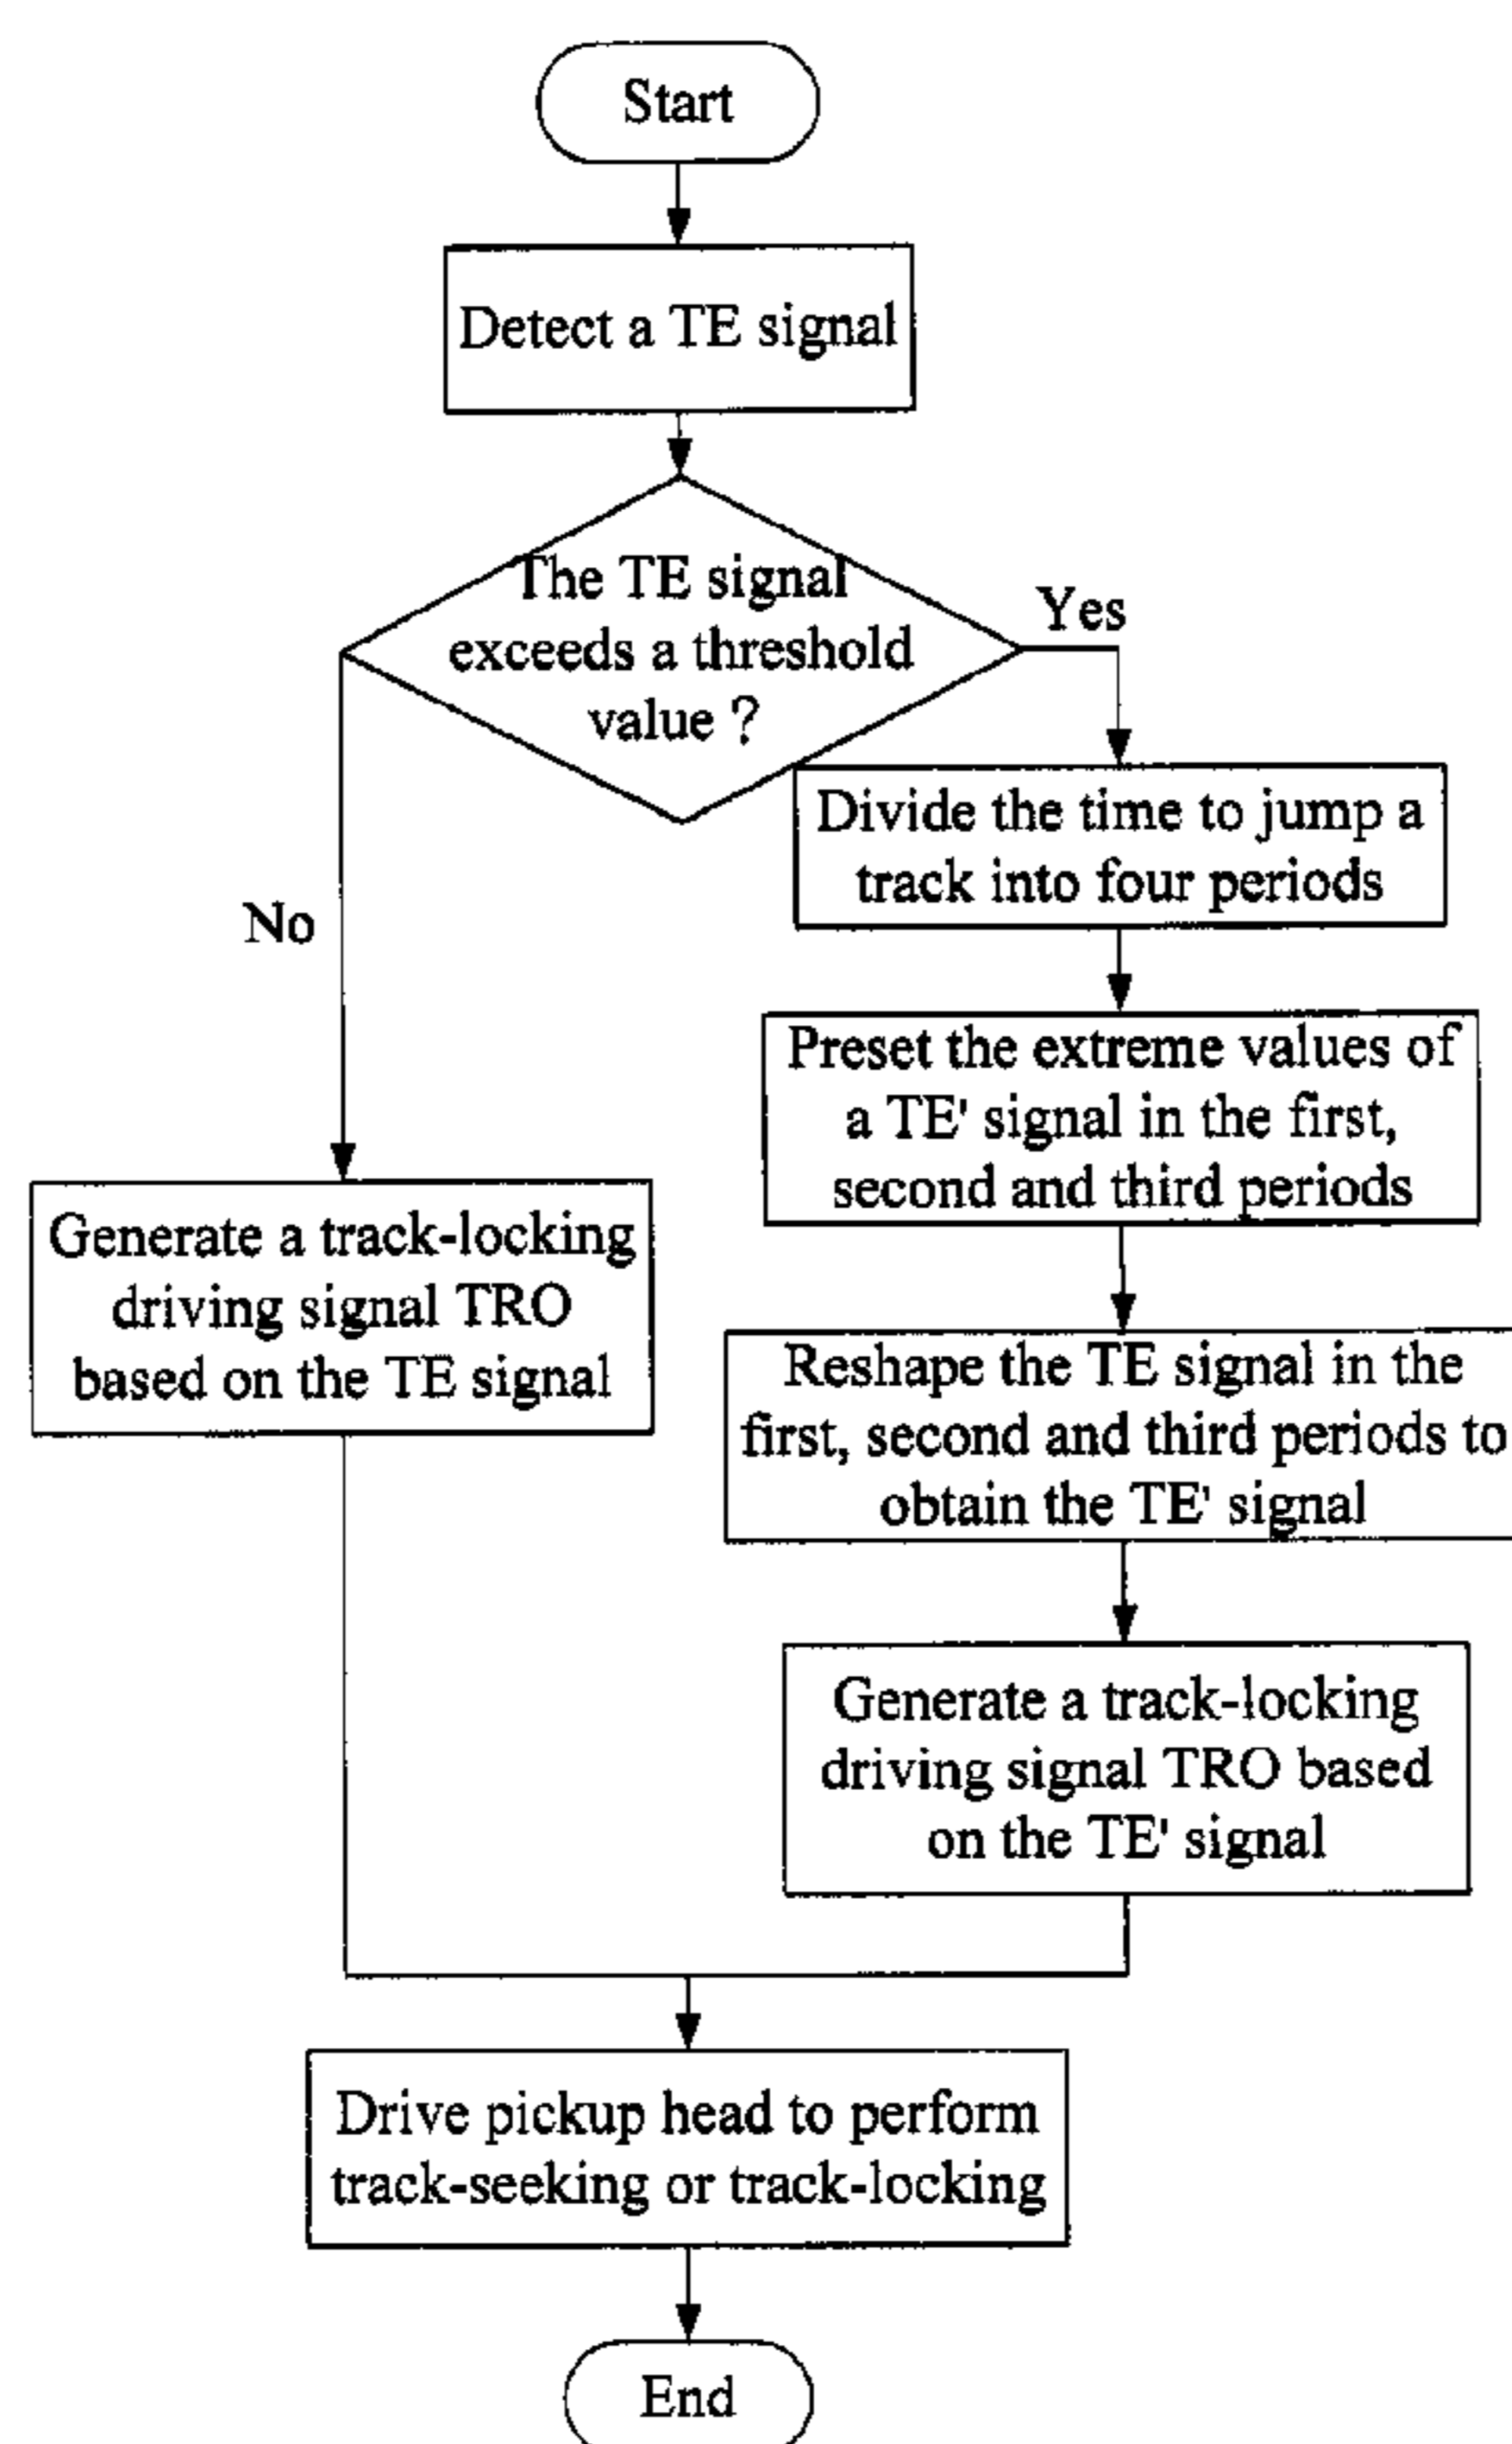 Start
Detect a TE signal
The TE signal
exceeds a threshold
value ?
Yes
No
Divide the time to jump a
track into four periods
Preset the extreme values of
a TE' signal in the first,
second and third periods
Reshape the TE signal in the
first, second and third periods to
obtain the TE' signal
Generate a track-locking
driving signal TRO based
on the TE' signal
Generate a track-locking
driving signal TRO
based on the TE signal
Drive pickup head to perform
track-seeking or track-locking
End